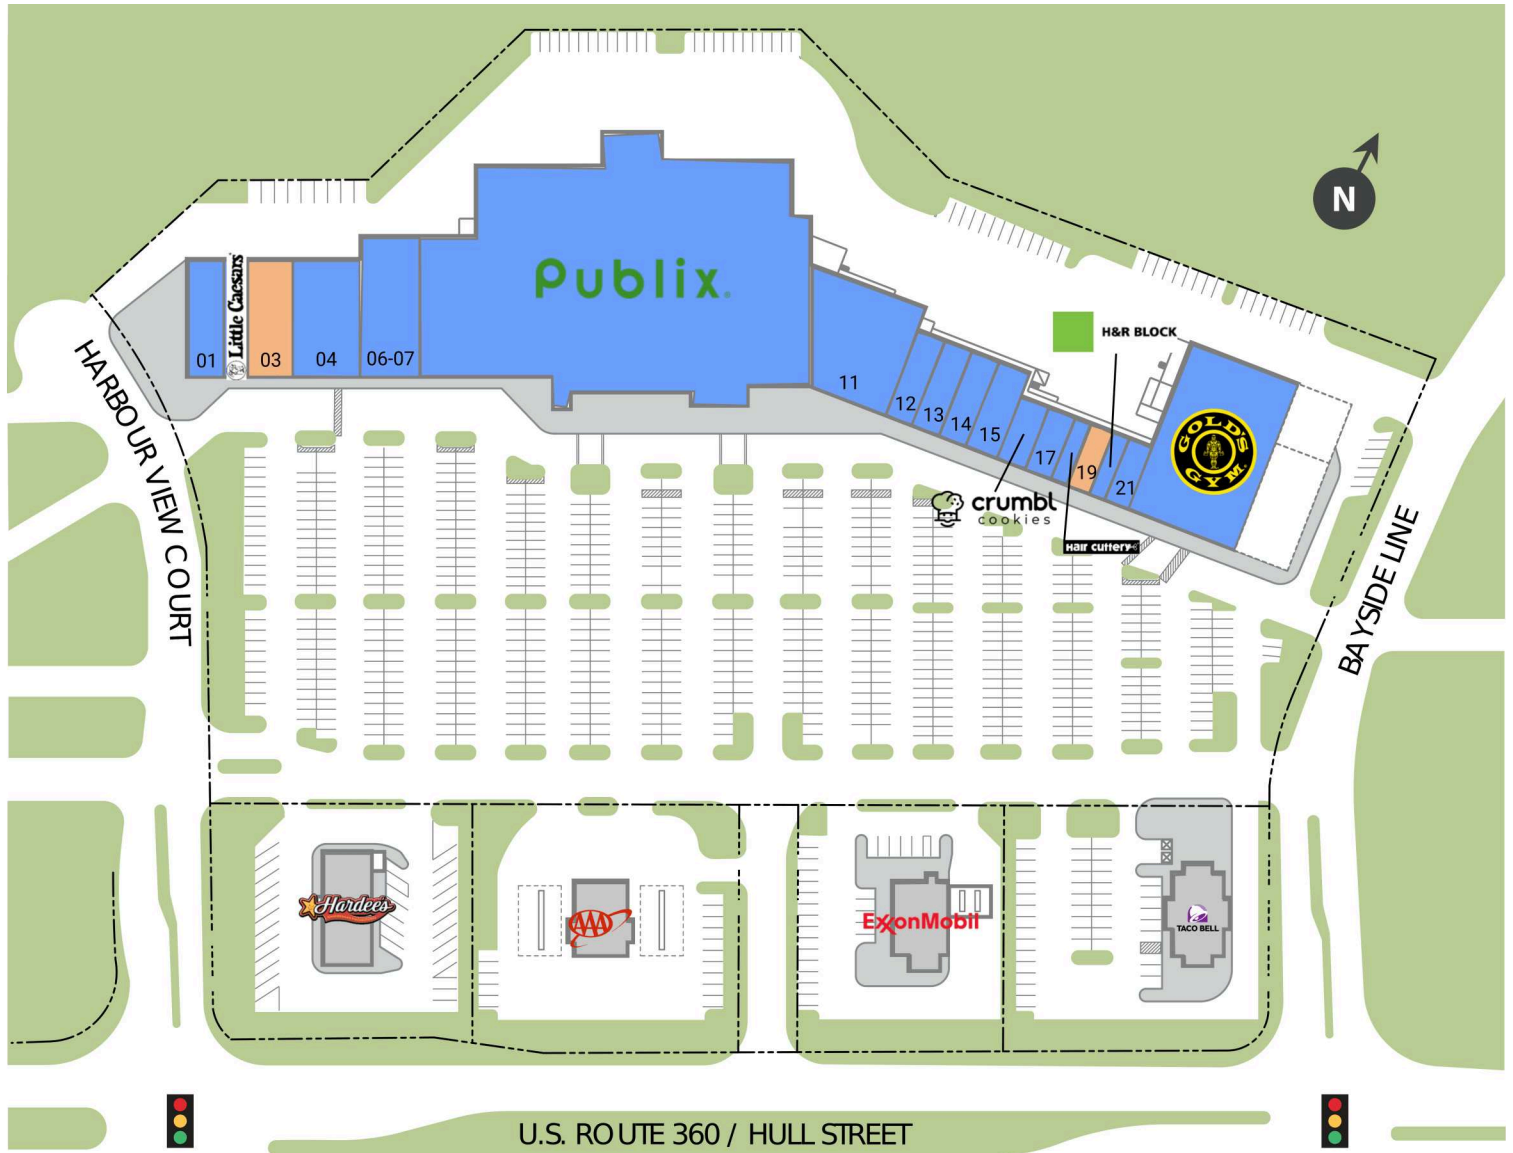 N
Publix.
H&R BLOCK
Little Caesars
01
03
04
06-07
11
12
13
14
15
17
19
21
GOLD'S GYM
crumbl
cookies
Hair Cuttery
HARBOUR VIEW COURT
BAYSIDE LINE
Hardee's
AAA
ExxonMobil
TACO BELL
U.S. ROUTE 360 / HULL STREET